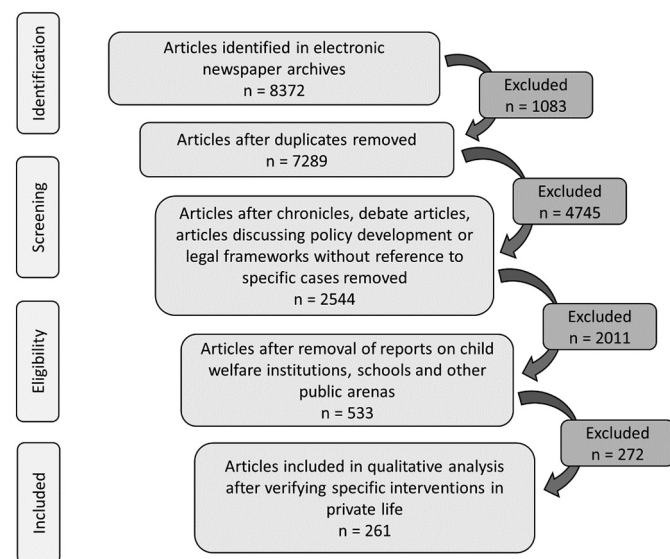 Identification
Articles identified in electronic
newspaper archives
n = 8372
Excluded
n = 1083
Articles after duplicates removed
n = 7289
Screening
Excluded
n = 4745
Articles after chronicles, debate articles,
articles discussing policy development or
legal frameworks without reference to
specific cases removed
n = 2544
Excluded
n = 2011
Eligibility
Articles after removal of reports on child
welfare institutions, schools and other
public arenas
n = 533
Excluded
n = 272
Included
Articles included in qualitative analysis
after verifying specific interventions in
private life
n = 261